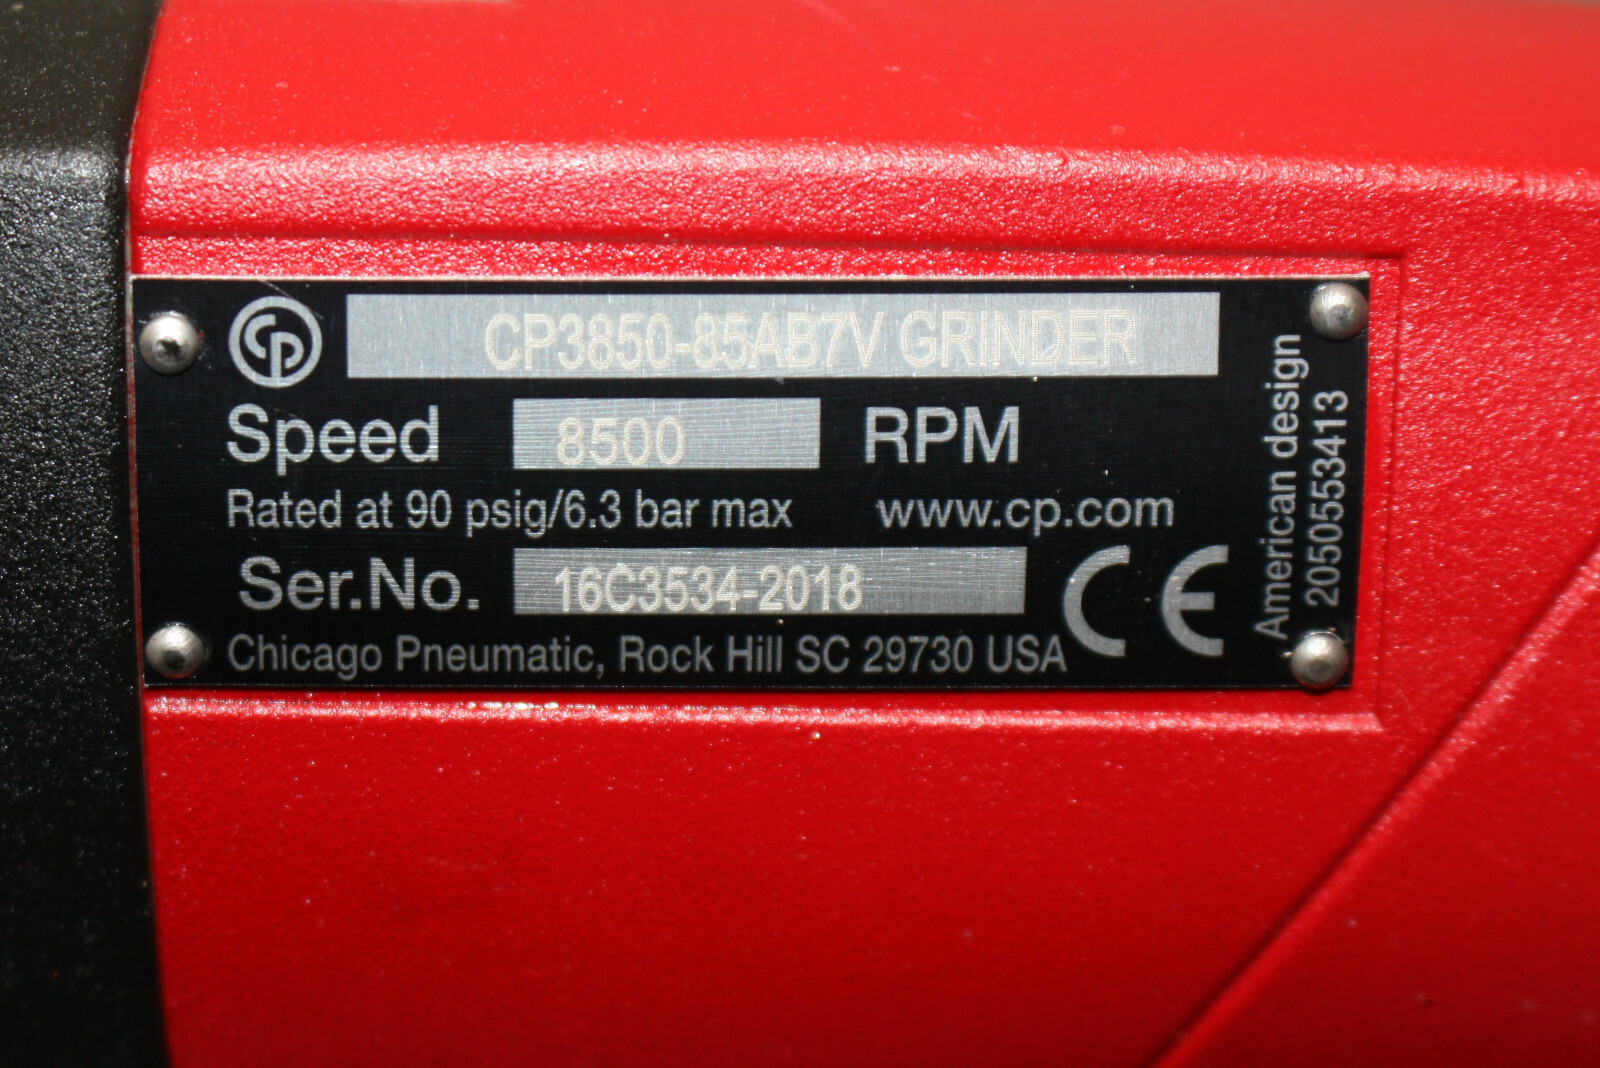 CP
CP3850-85AB7V GRINDER
Speed 8500 RPM
Rated at 90 psig/6.3 bar max www.cp.com
Ser.No. 16C3534-2018 CE
Chicago Pneumatic, Rock Hill SC 29730 USA
American design
2050553413